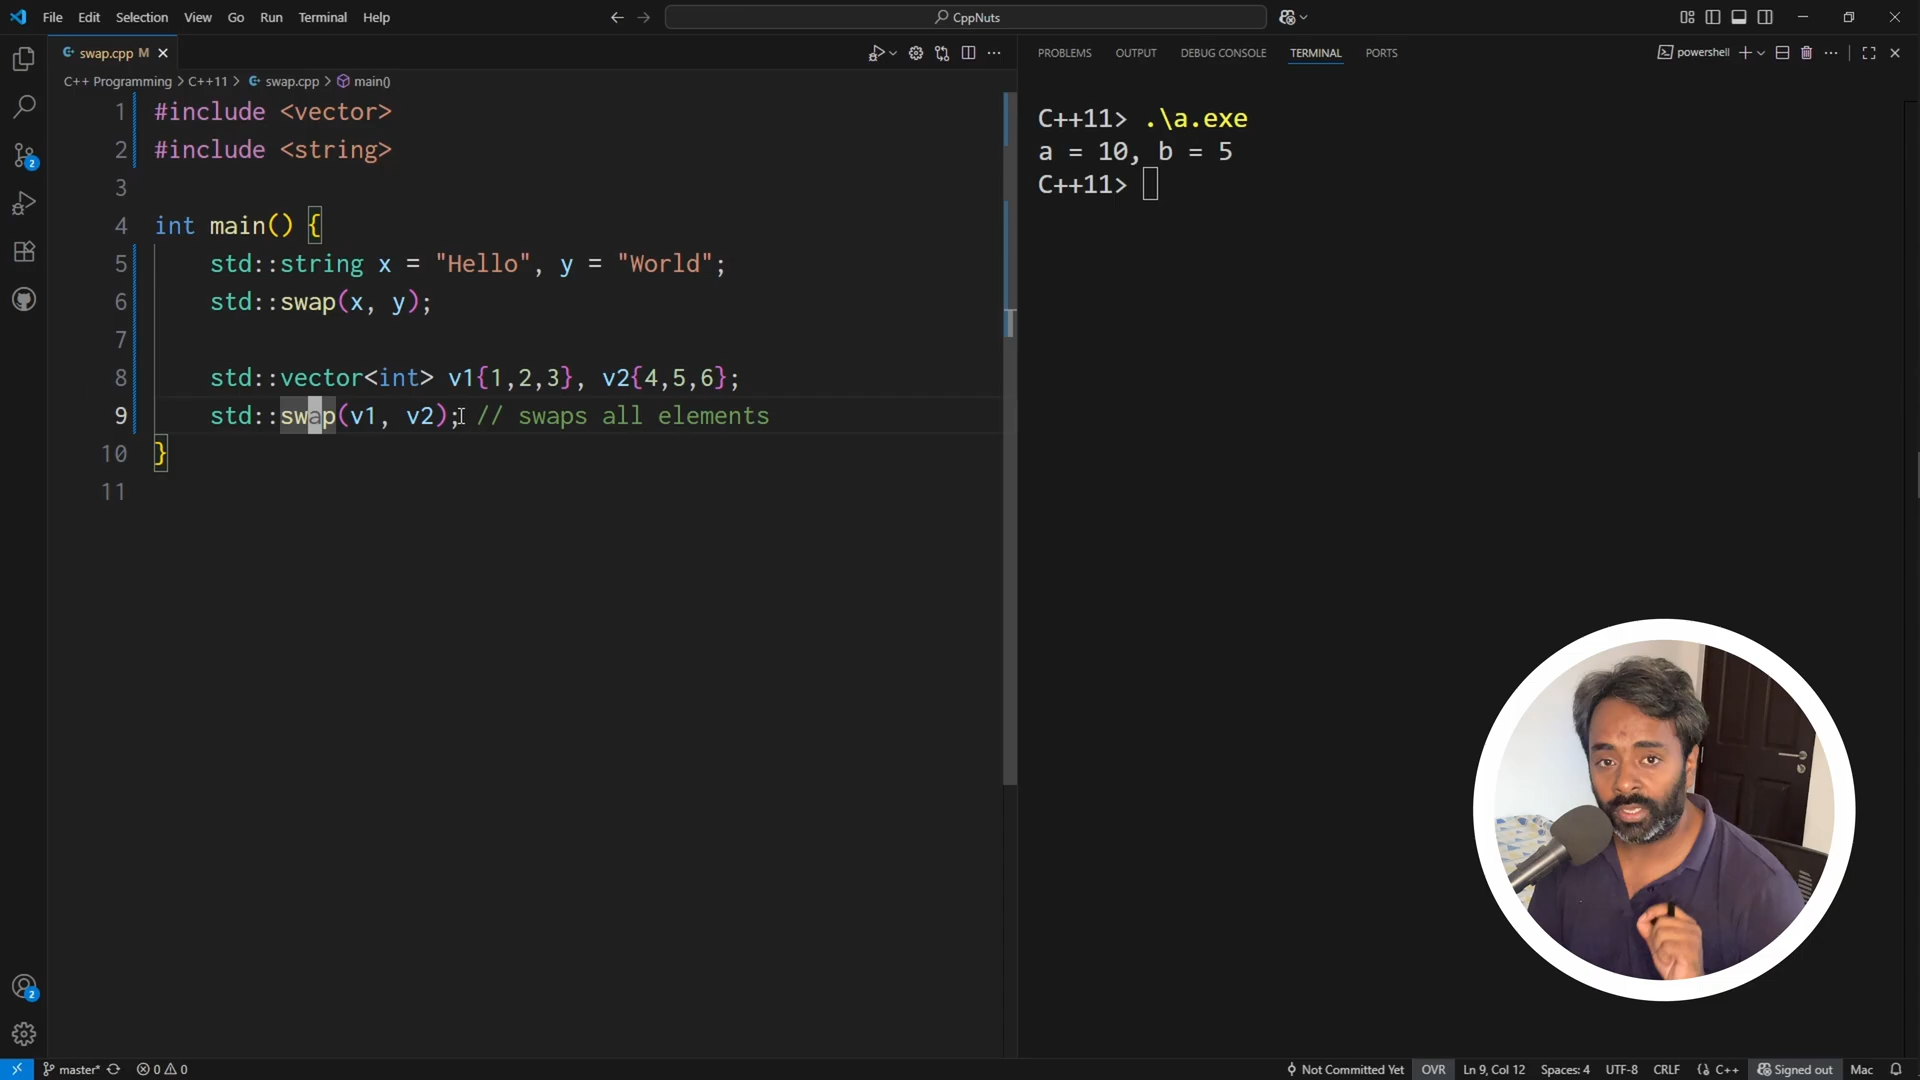 File Edit Selection View Go Run Terminal Help
CppNuts
swap.cpp M
C++ Programming > C++11 > swap.cpp > main()
1 #include <vector>
2 #include <string>
3
4 int main() {
5 std::string x = "Hello", y = "World";
6 std::swap(x, y);
7
8 std::vector<int> v1{1,2,3}, v2{4,5,6};
9 std::swap(v1, v2); // swaps all elements
10 }
11
PROBLEMS OUTPUT DEBUG CONSOLE TERMINAL PORTS
powershell
C++11> .\a.exe
a = 10, b = 5
C++11>
2
2
master* 0 0
Not Committed Yet OVR Ln 9, Col 12 Spaces: 4 UTF-8 CRLF {} C++ Signed out Mac